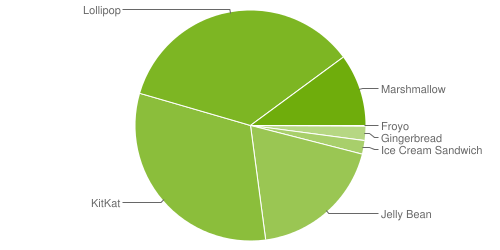 Lollipop
Marshmallow
Froyo
Gingerbread
Ice Cream Sandwich
KitKat
Jelly Bean